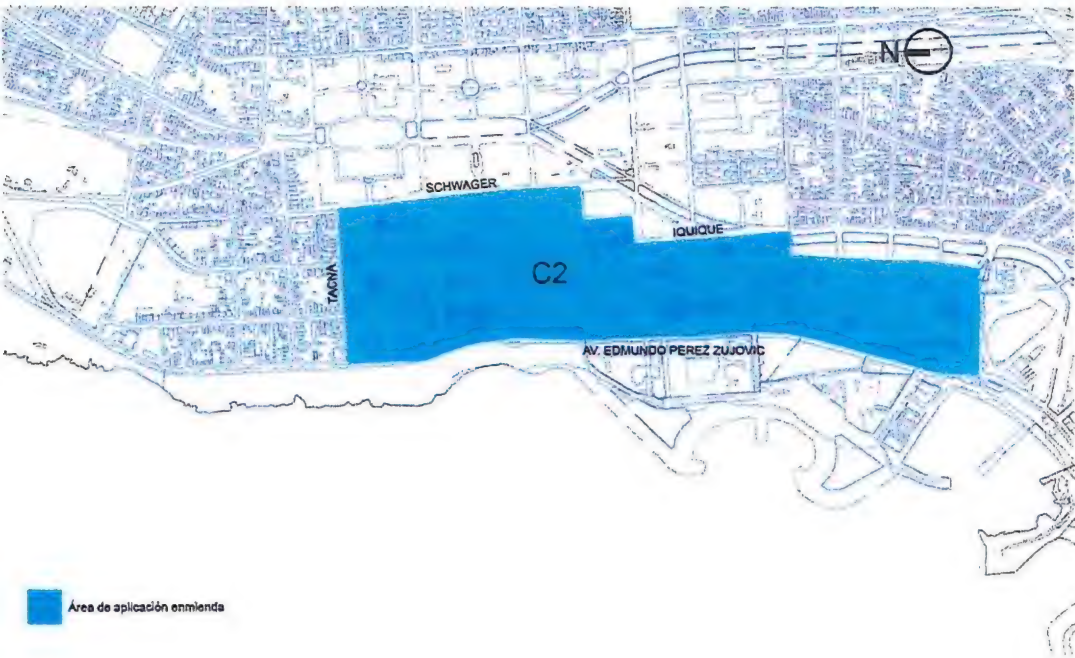 N
SCHWAGER
IQUIQUE
TACNA
C2
AV. EDMUNDO PEREZ ZUJOVIC
Área de aplicación enmienda